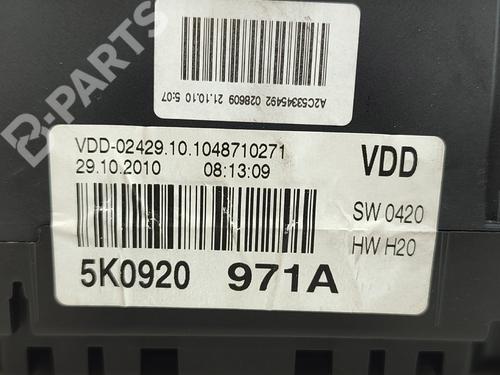 B-PARTS
A2C53345492 028609 21.10.10 5:07
VDD-02429.10.1048710271 VDD
29.10.2010 08:13:09
SW 0420
HW H20
5K0920 971A